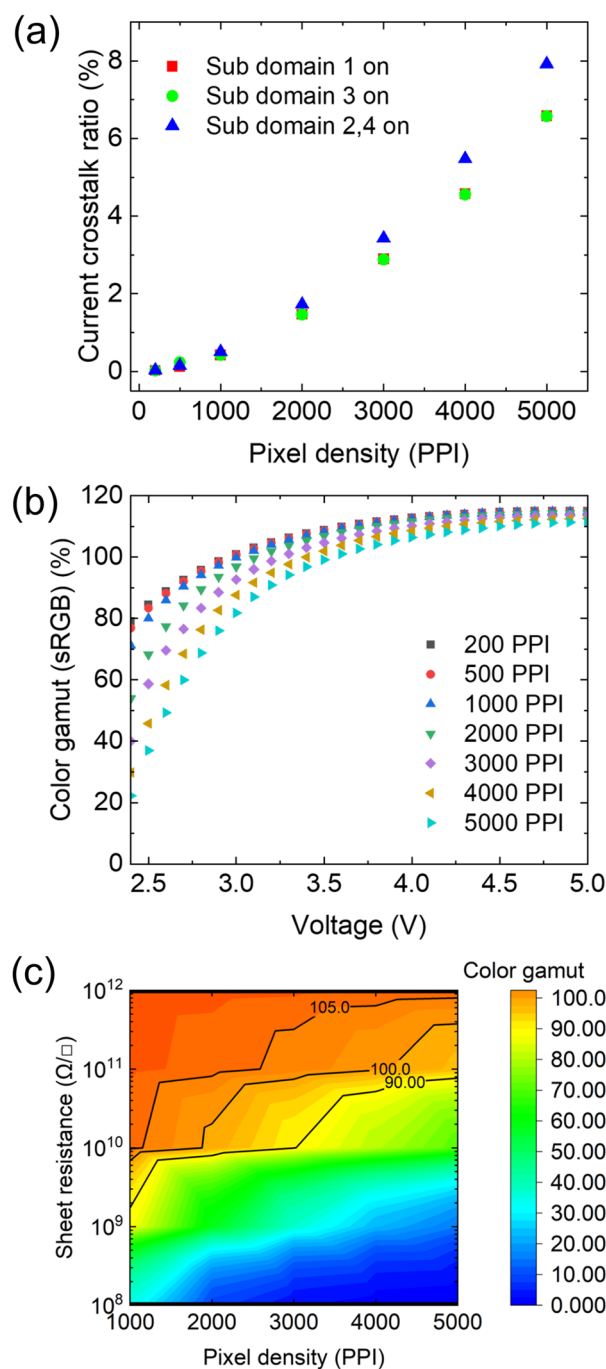 (a)
Current crosstalk ratio (%)
8
6
4
2
0
Sub domain 1 on
Sub domain 3 on
Sub domain 2,4 on
0 1000 2000 3000 4000 5000
Pixel density (PPI)
(b)
Color gamut (sRGB) (%)
120
100
80
60
40
20
0
200 PPI
500 PPI
1000 PPI
2000 PPI
3000 PPI
4000 PPI
5000 PPI
2.5 3.0 3.5 4.0 4.5 5.0
Voltage (V)
(c)
Color gamut
Sheet resistance (Ω/□)
10¹²
10¹¹
10¹⁰
10⁹
10⁸
105.0
100.0
90.00
1000 2000 3000 4000 5000
Pixel density (PPI)
100.0
90.00
80.00
70.00
60.00
50.00
40.00
30.00
20.00
10.00
0.000